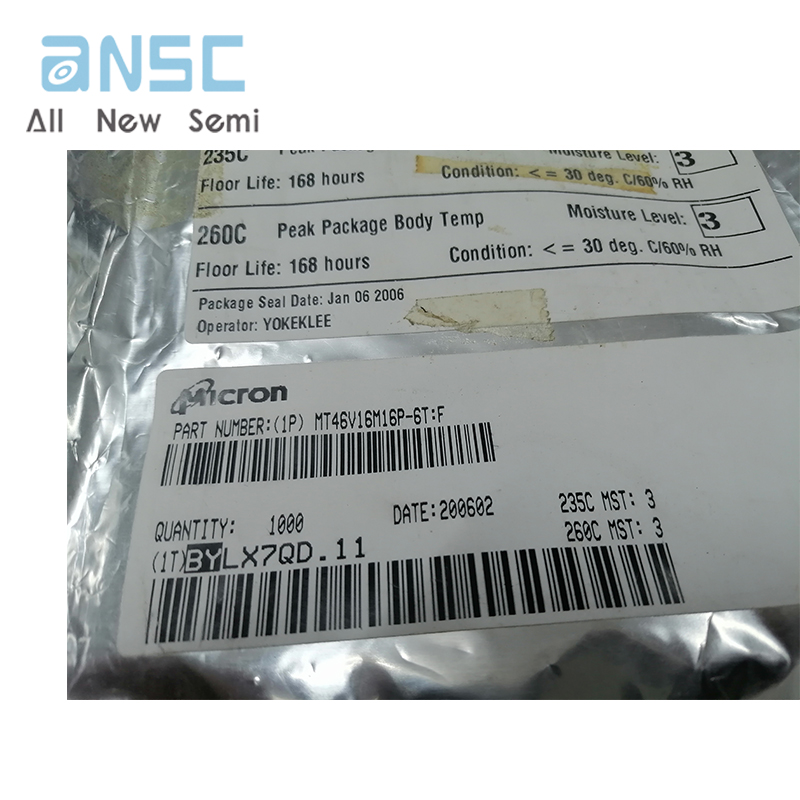 aNSC
All New Semi
235C Peak Moisture Level: 3
Floor Life: 168 hours Condition: < = 30 deg. C/60% RH
260C Peak Package Body Temp Moisture Level: 3
Floor Life: 168 hours Condition: < = 30 deg. C/60% RH
Package Seal Date: Jan 06 2006
Operator: YOKEKLEE
Micron
PART NUMBER:(1P) MT46V16M16P-6T:F
QUANTITY: 1000 DATE:200602 235C MST: 3
260C MST: 3
(1T)BYLX7QD.11